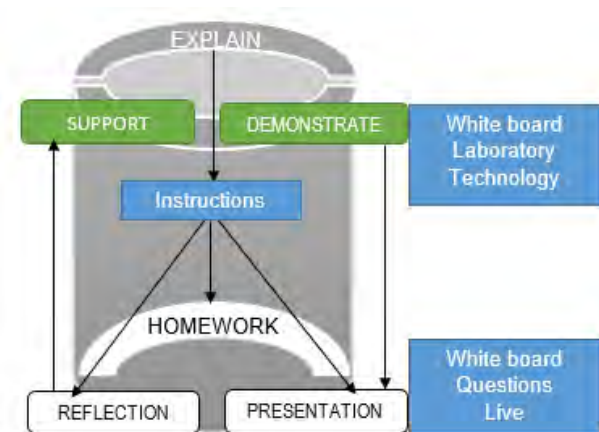 EXPLAIN
SUPPORT
DEMONSTRATE
White board
Laboratory
Technology
Instructions
HOMEWORK
White board
Questions
Live
REFLECTION
PRESENTATION